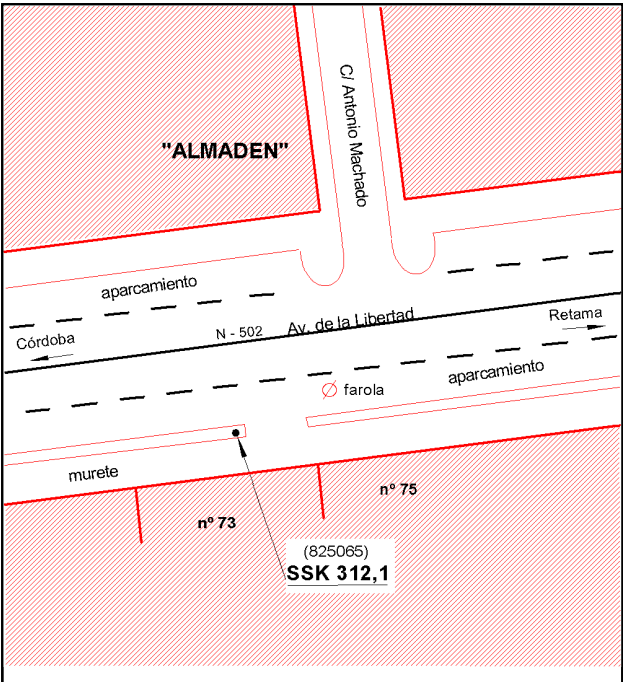 C/ Antonio Machado
"ALMADEN"
aparcamiento
Córdoba
N - 502
Av. de la Libertad
Retama
farola
aparcamiento
murete
nº 73
nº 75
(825065)
SSK 312,1